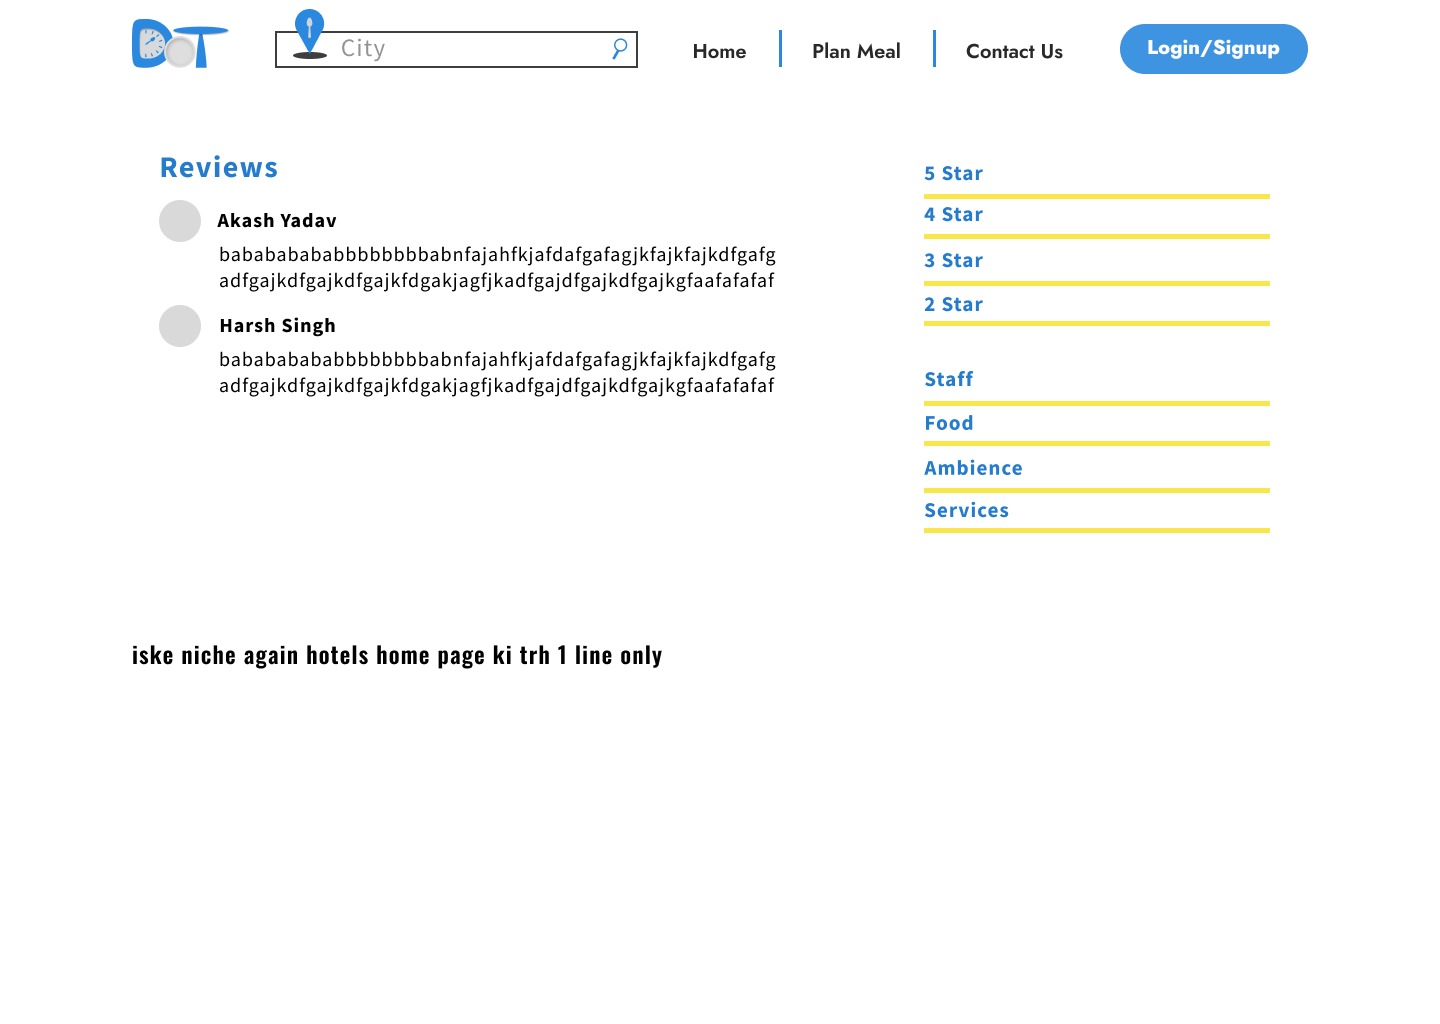 DOT
City
Home
Plan Meal
Contact Us
Login/Signup
Reviews
Akash Yadav
babababababbbbbbbbabnfajahfkjafdafgafagjkfajkfajkdfgafg
adfgajkdfgajkdfgajkfdgakjagfjkadfgajdfgajkdfgajkgfaafafafaf
Harsh Singh
babababababbbbbbbbabnfajahfkjafdafgafagjkfajkfajkdfgafg
adfgajkdfgajkdfgajkfdgakjagfjkadfgajdfgajkdfgajkgfaafafafaf
5 Star
4 Star
3 Star
2 Star
Staff
Food
Ambience
Services
iske niche again hotels home page ki trh 1 line only